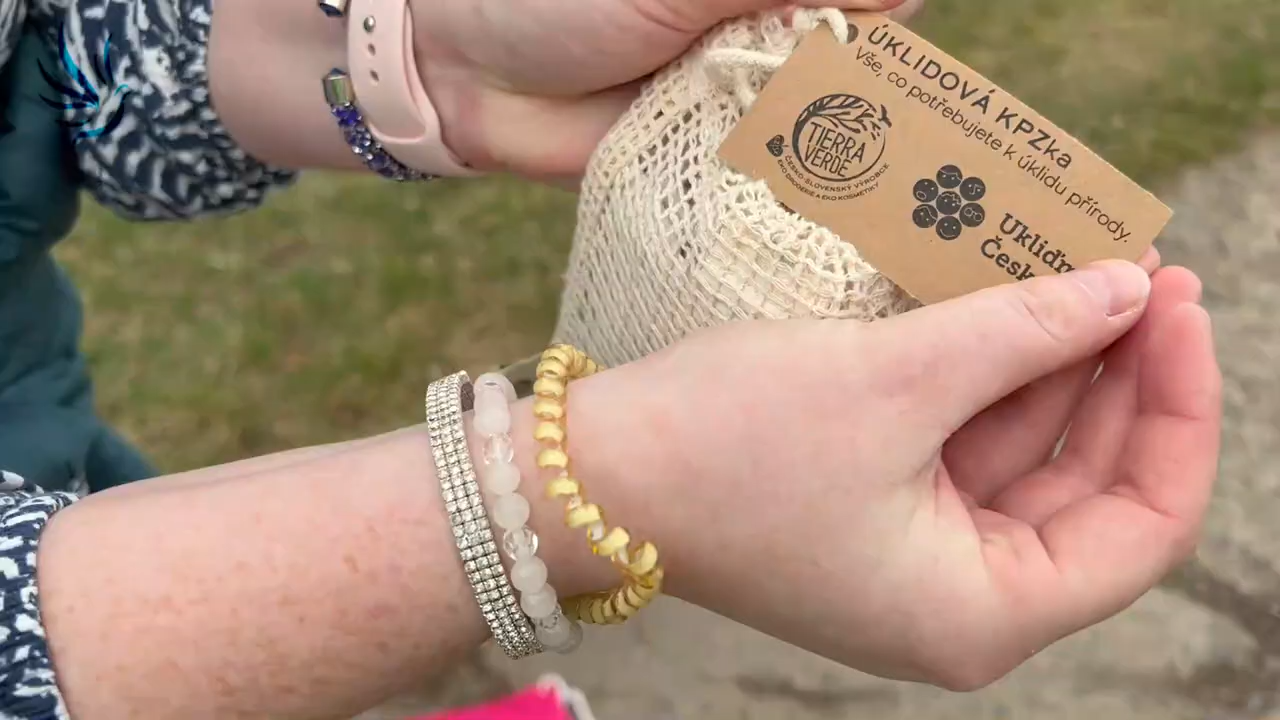 ÚKLIDOVÁ KPZka
Vše, co potřebujete k úklidu přírody.
TIERRA
VERDE
ČESKO-SLOVENSKÝ VÝROBCE
EKO DROGERIE A EKO KOSMETIKY
Ukliďm
Česk